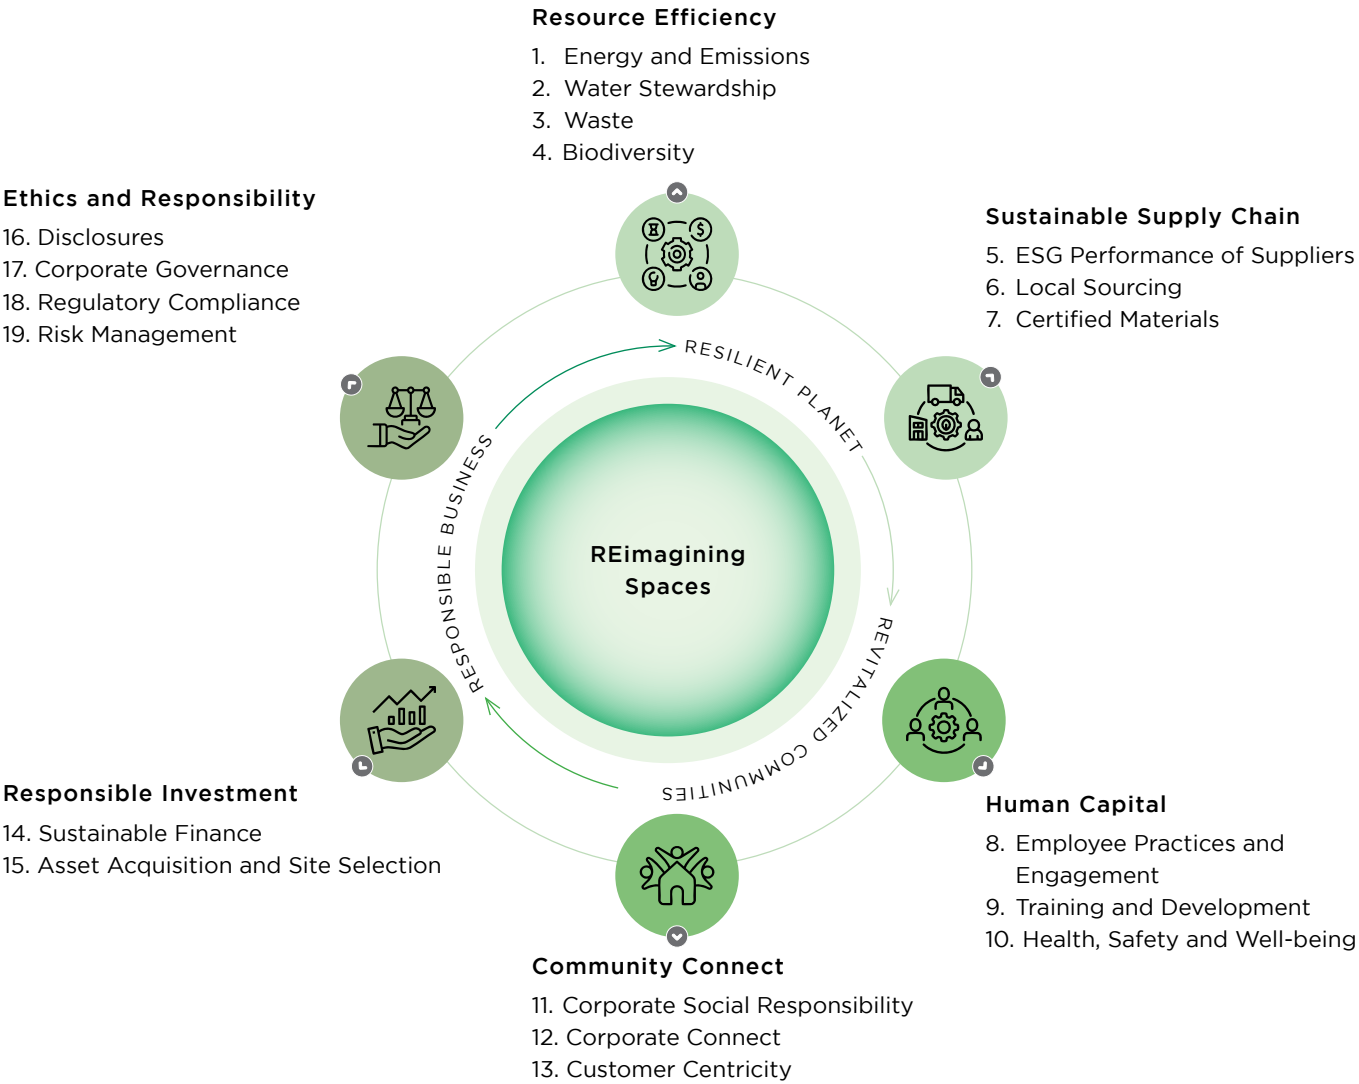 Resource Efficiency
1. Energy and Emissions
2. Water Stewardship
3. Waste
4. Biodiversity
Sustainable Supply Chain
5. ESG Performance of Suppliers
6. Local Sourcing
7. Certified Materials
Human Capital
8. Employee Practices and
Engagement
9. Training and Development
10. Health, Safety and Well-being
Community Connect
11. Corporate Social Responsibility
12. Corporate Connect
13. Customer Centricity
Responsible Investment
14. Sustainable Finance
15. Asset Acquisition and Site Selection
Ethics and Responsibility
16. Disclosures
17. Corporate Governance
18. Regulatory Compliance
19. Risk Management
RESILIENT PLANET
REVITALIZED COMMUNITIES
RESPONSIBLE BUSINESS
REimagining
Spaces
$